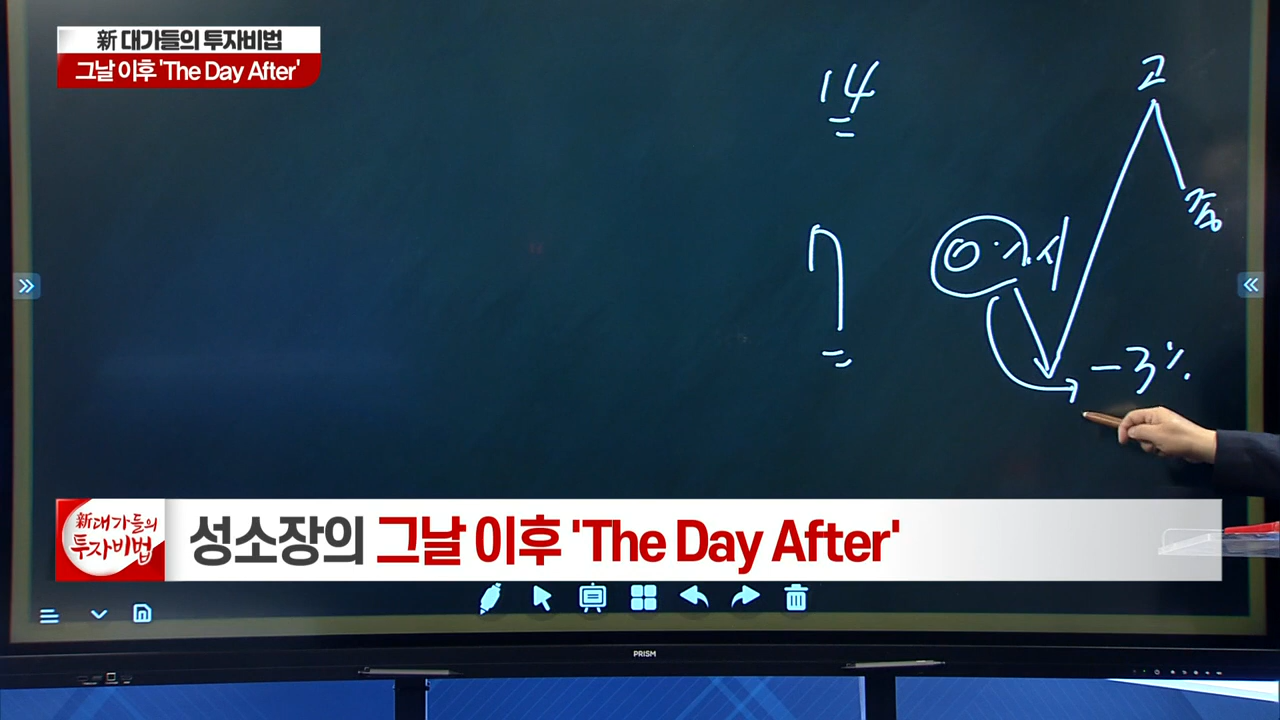 新 대가들의 투자비법
그날 이후 'The Day After'
14
고
중
7
-3%
新 대가들의
투자비법
성소장의 그날 이후 'The Day After'
PRISM